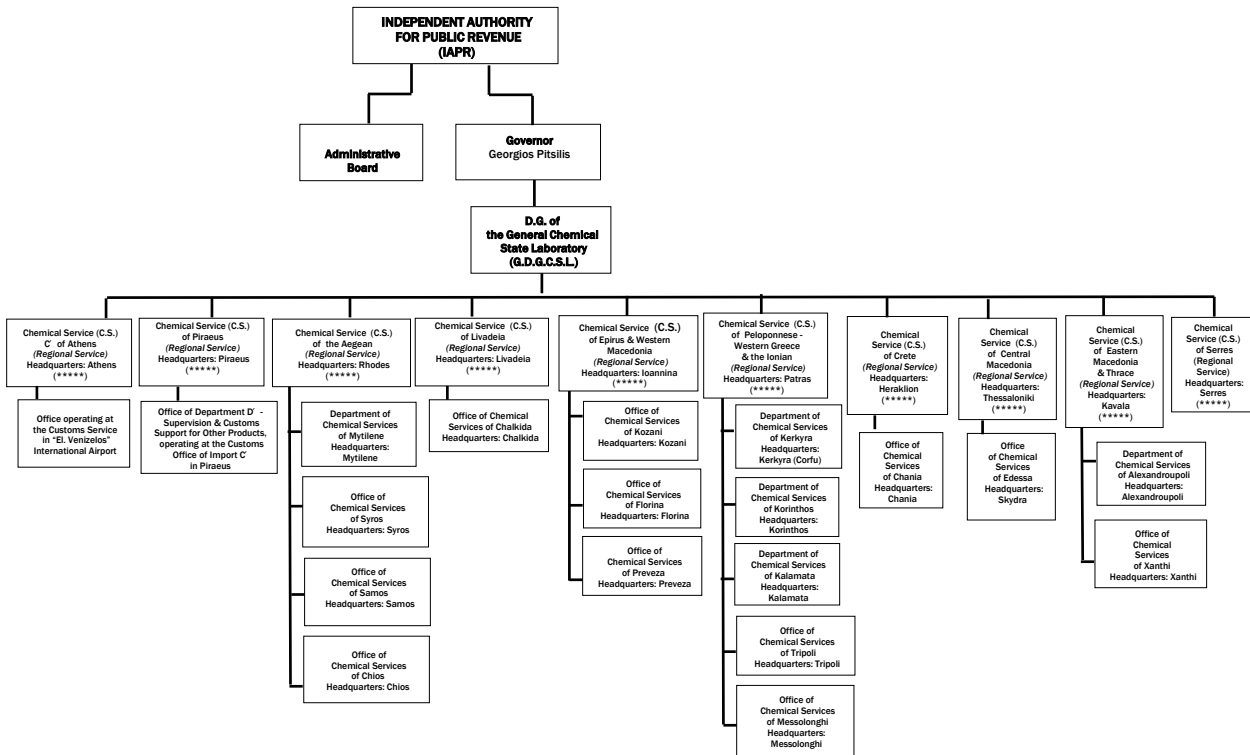 INDEPENDENT AUTHORITY
FOR PUBLIC REVENUE
(IAPR)
Administrative
Board
Governor
Georgios Pitsilis
D.G. of
the General Chemical
State Laboratory
(G.D.G.C.S.L.)
Chemical Service (C.S.)
C΄ of Athens
(Regional Service)
Headquarters: Athens
(*****)
Office operating at
the Customs Service
in "El. Venizelos"
International Airport
Chemical Service (C.S.)
of Piraeus
(Regional Service)
Headquarters: Piraeus
(*****)
Office of Department D΄ -
Supervision & Customs
Support for Other Products,
operating at the Customs
Office of Import C΄
in Piraeus
Chemical Service (C.S.)
of the Aegean
(Regional Service)
Headquarters: Rhodes
(*****)
Department of
Chemical Services
of Mytilene
Headquarters:
Mytilene
Office of
Chemical Services
of Syros
Headquarters: Syros
Office of
Chemical Services
of Samos
Headquarters: Samos
Office of
Chemical Services
of Chios
Headquarters: Chios
Chemical Service (C.S.)
of Livadeia
(Regional Service)
Headquarters: Livadeia
(*****)
Office of Chemical
Services of Chalkida
Headquarters: Chalkida
Chemical Service (C.S.)
of Epirus & Western
Macedonia
(Regional Service)
Headquarters: Ioannina
(*****)
Office of
Chemical Services
of Kozani
Headquarters: Kozani
Office of
Chemical Services
of Florina
Headquarters: Florina
Office of
Chemical Services
of Preveza
Headquarters: Preveza
Chemical Service (C.S.)
of Peloponnese -
Western Greece
& the Ionian
(Regional Service)
Headquarters: Patras
(*****)
Department of
Chemical Services of
Kerkyra
Headquarters:
Kerkyra (Corfu)
Department of
Chemical Services
of Korinthos
Headquarters:
Korinthos
Department of
Chemical Services
of Kalamata
Headquarters:
Kalamata
Office of
Chemical Services
of Tripoli
Headquarters: Tripoli
Office of
Chemical Services
of Messolonghi
Headquarters:
Messolonghi
Chemical
Service (C.S.)
of Crete
(Regional Service)
Headquarters:
Heraklion
(*****)
Office of
Chemical
Services
of Chania
Headquarters:
Chania
Chemical
Service (C.S.)
of Central
Macedonia
(Regional Service)
Headquarters:
Thessaloniki
(*****)
Office
of Chemical
Services
of Edessa
Headquarters:
Skydra
Chemical
Service (C.S.)
of Eastern
Macedonia
& Thrace
(Regional Service)
Headquarters:
Kavala
(*****)
Department of
Chemical Services
of Alexandroupoli
Headquarters:
Alexandroupoli
Office of
Chemical
Services
of Xanthi
Headquarters: Xanthi
Chemical
Service (C.S.)
of Serres
(Regional
Service)
Headquarters:
Serres
(*****)